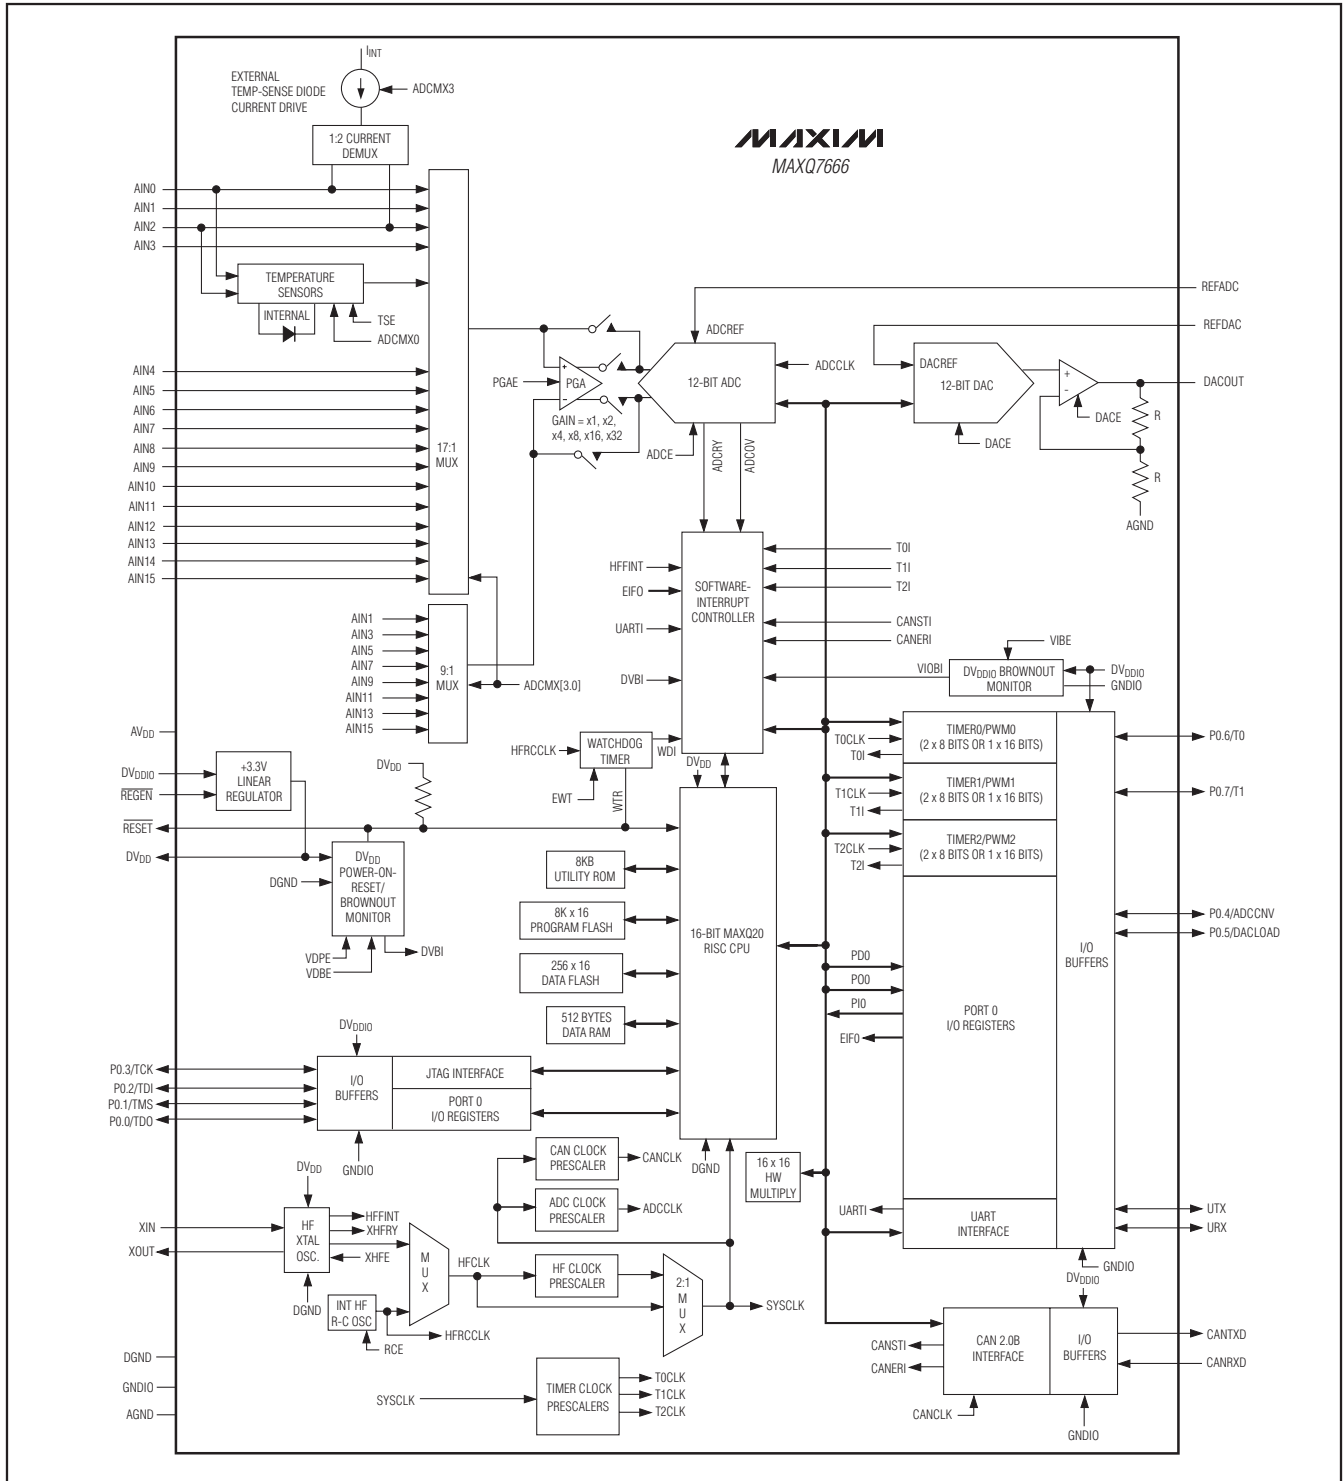 I_INT
EXTERNAL
TEMP-SENSE DIODE
CURRENT DRIVE
ADCMX3
1:2 CURRENT
DEMUX
MAXIM
MAXQ7666
AIN0
AIN1
AIN2
AIN3
TEMPERATURE
SENSORS
INTERNAL
TSE
ADCMX0
AIN4
AIN5
AIN6
AIN7
AIN8
AIN9
AIN10
AIN11
AIN12
AIN13
AIN14
AIN15
17:1
MUX
PGAE
+
PGA
−
GAIN = x1, x2,
x4, x8, x16, x32
ADCREF
12-BIT ADC
ADCCLK
ADCE
ADCRY
ADCOV
REFADC
REFDAC
DACREF
12-BIT DAC
DACE
+
-
DACE
DACOUT
R
R
AGND
AIN1
AIN3
AIN5
AIN7
AIN9
AIN11
AIN13
AIN15
9:1
MUX
ADCMX[3.0]
HFFINT
EIFO
UARTI
DVBI
SOFTWARE-
INTERRUPT
CONTROLLER
T0I
T1I
T2I
CANSTI
CANERI
VIOBI
VIBE
DVDDIO BROWNOUT
MONITOR
DVDDIO
GNDIO
AVDD
DVDDIO
REGEN
+3.3V
LINEAR
REGULATOR
DVDD
HFRCCLK
WATCHDOG
TIMER
WDI
EWT
WTR
DVDD
RESET
DVDD
DGND
DVDD
POWER-ON-
RESET/
BROWNOUT
MONITOR
VDPE
VDBE
DVBI
8KB
UTILITY ROM
8K x 16
PROGRAM FLASH
256 x 16
DATA FLASH
512 BYTES
DATA RAM
16-BIT MAXQ20
RISC CPU
DGND
T0CLK
T0I
TIMER0/PWM0
(2 x 8 BITS OR 1 x 16 BITS)
T1CLK
T1I
TIMER1/PWM1
(2 x 8 BITS OR 1 x 16 BITS)
T2CLK
T2I
TIMER2/PWM2
(2 x 8 BITS OR 1 x 16 BITS)
PD0
PO0
PI0
EIF0
PORT 0
I/O REGISTERS
I/O
BUFFERS
P0.6/T0
P0.7/T1
P0.4/ADCCNV
P0.5/DACLOAD
UARTI
UART
INTERFACE
UTX
URX
GNDIO
DVDDIO
P0.3/TCK
P0.2/TDI
P0.1/TMS
P0.0/TDO
DVDDIO
I/O
BUFFERS
JTAG INTERFACE
PORT 0
I/O REGISTERS
GNDIO
CAN CLOCK
PRESCALER
CANCLK
ADC CLOCK
PRESCALER
ADCCLK
16 x 16
HW
MULTIPLY
DVDD
XIN
XOUT
HF
XTAL
OSC.
HFFINT
XHFRY
XHFE
DGND
INT HF
R-C OSC
RCE
HFRCCLK
M
U
X
HFCLK
HF CLOCK
PRESCALER
2:1
M
U
X
SYSCLK
CANSTI
CANERI
CAN 2.0B
INTERFACE
I/O
BUFFERS
CANTXD
CANRXD
CANCLK
GNDIO
DGND
GNDIO
AGND
SYSCLK
TIMER CLOCK
PRESCALERS
T0CLK
T1CLK
T2CLK